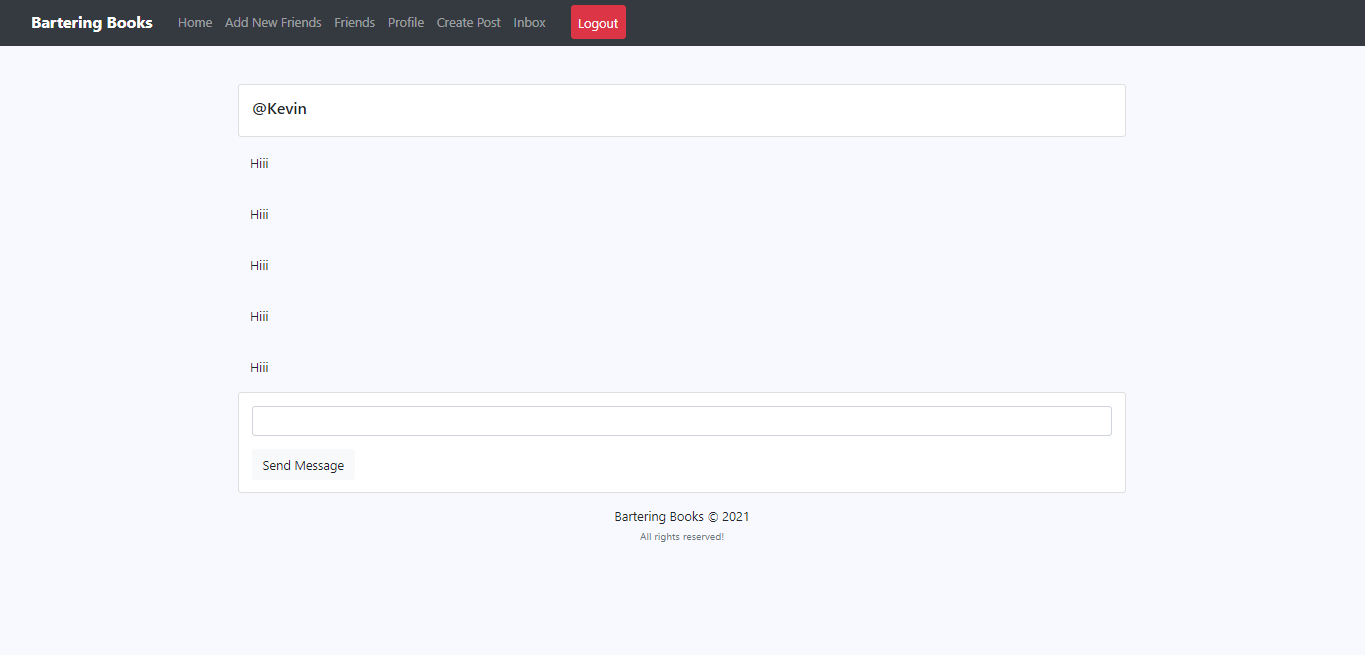 Bartering Books Home Add New Friends Friends Profile Create Post Inbox Logout
@Kevin
Hiii
Hiii
Hiii
Hiii
Hiii
Send Message
Bartering Books © 2021
All rights reserved!